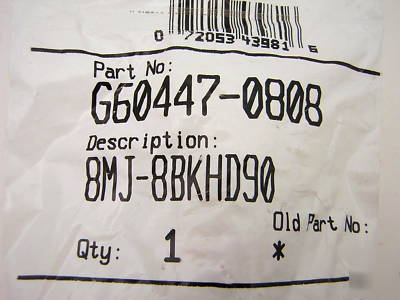 0 72053 43981 6
Part No:
G60447-0808
Description:
8MJ-8BKHD90
Old Part No:
Qty: 1 *